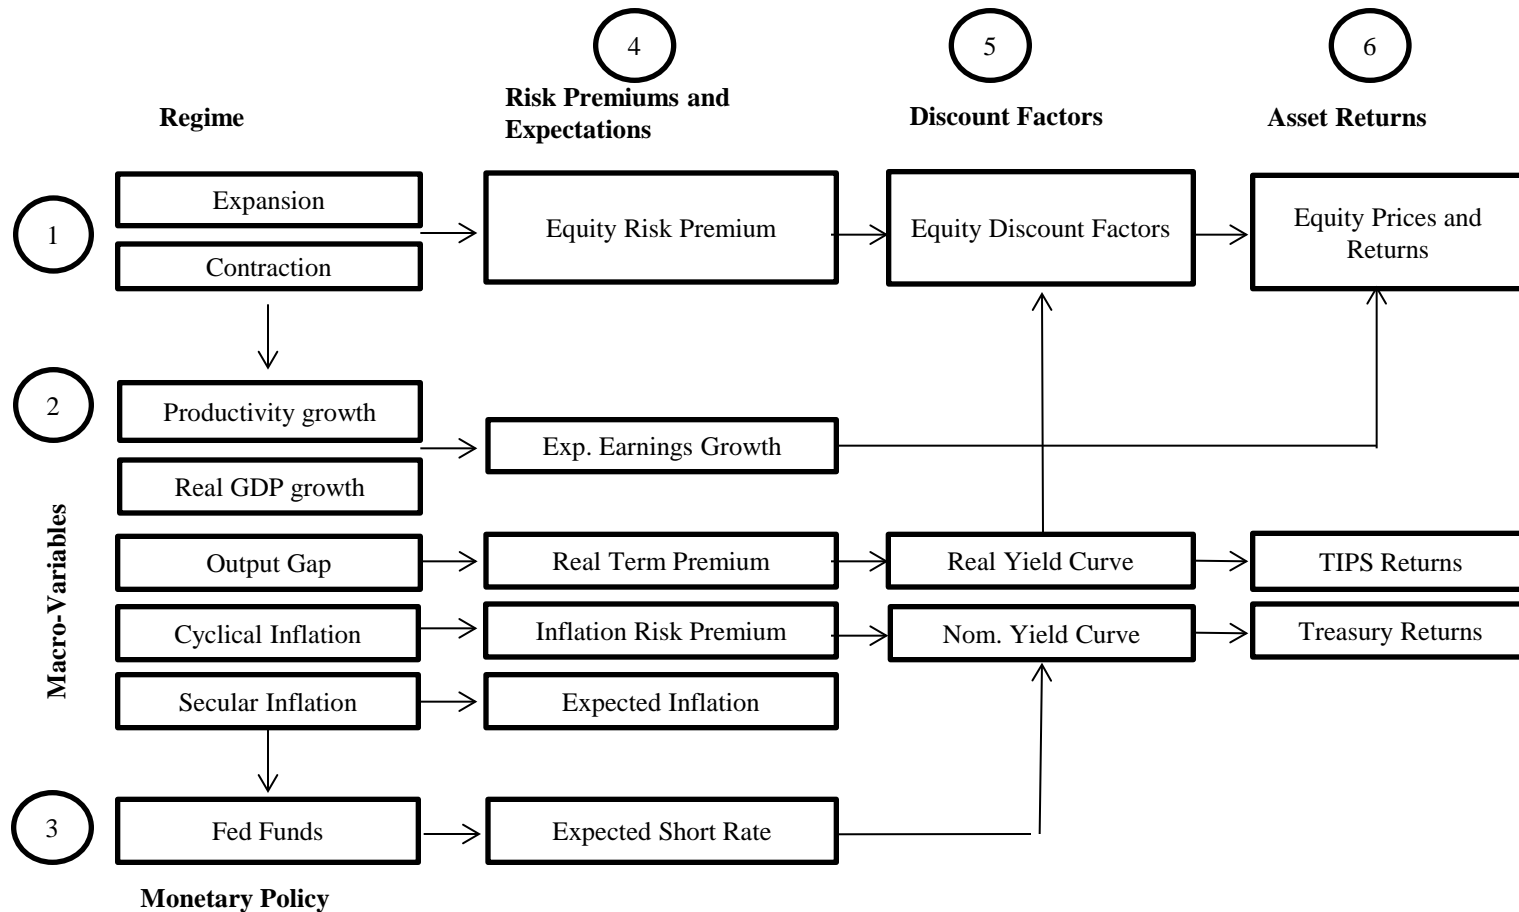 4
5
6
Regime
Risk Premiums and
Expectations
Discount Factors
Asset Returns
1
Expansion
Contraction
Equity Risk Premium
Equity Discount Factors
Equity Prices and
Returns
2
Productivity growth
Real GDP growth
Exp. Earnings Growth
Macro-Variables
Output Gap
Real Term Premium
Real Yield Curve
TIPS Returns
Cyclical Inflation
Inflation Risk Premium
Nom. Yield Curve
Treasury Returns
Secular Inflation
Expected Inflation
3
Fed Funds
Expected Short Rate
Monetary Policy